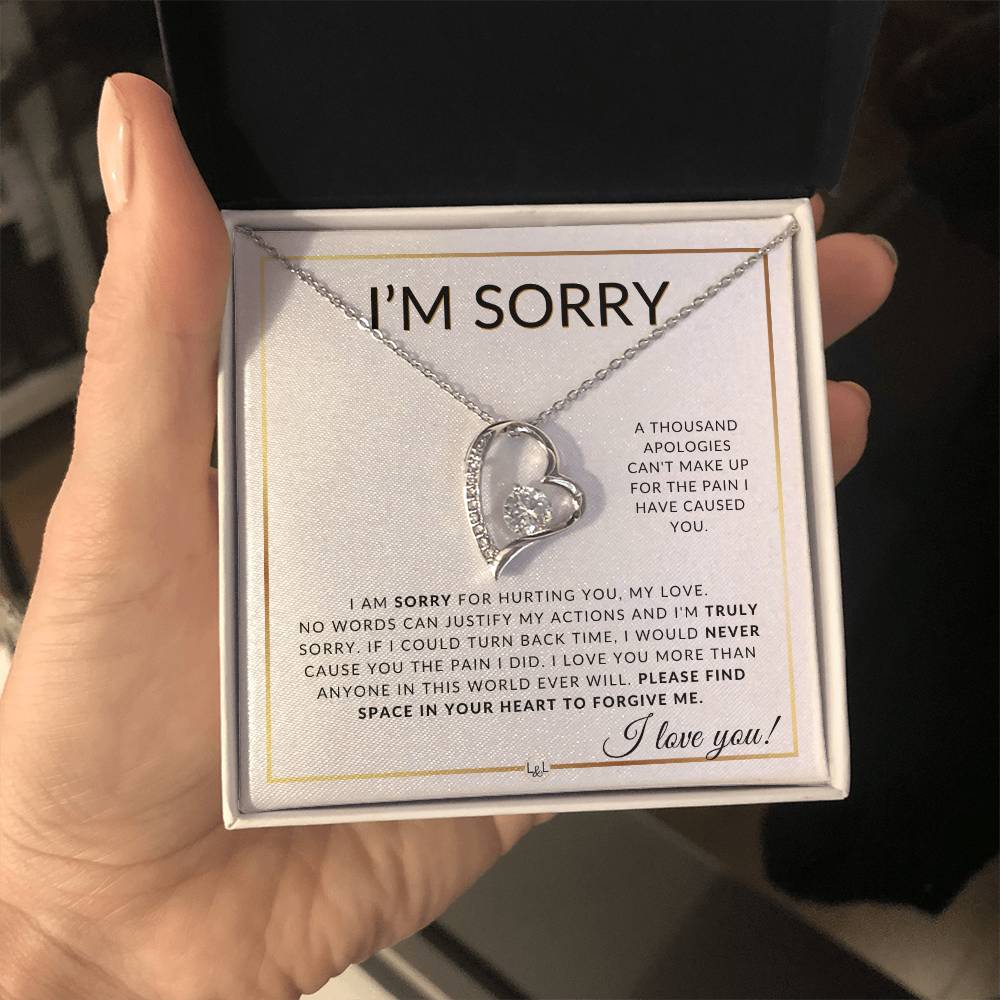 I'M SORRY
A THOUSAND
APOLOGIES
CAN'T MAKE UP
FOR THE PAIN I
HAVE CAUSED
YOU.
I AM SORRY FOR HURTING YOU, MY LOVE.
NO WORDS CAN JUSTIFY MY ACTIONS AND I'M TRULY
SORRY. IF I COULD TURN BACK TIME, I WOULD NEVER
CAUSE YOU THE PAIN I DID. I LOVE YOU MORE THAN
ANYONE IN THIS WORLD EVER WILL. PLEASE FIND
SPACE IN YOUR HEART TO FORGIVE ME.
I love you!
L&L